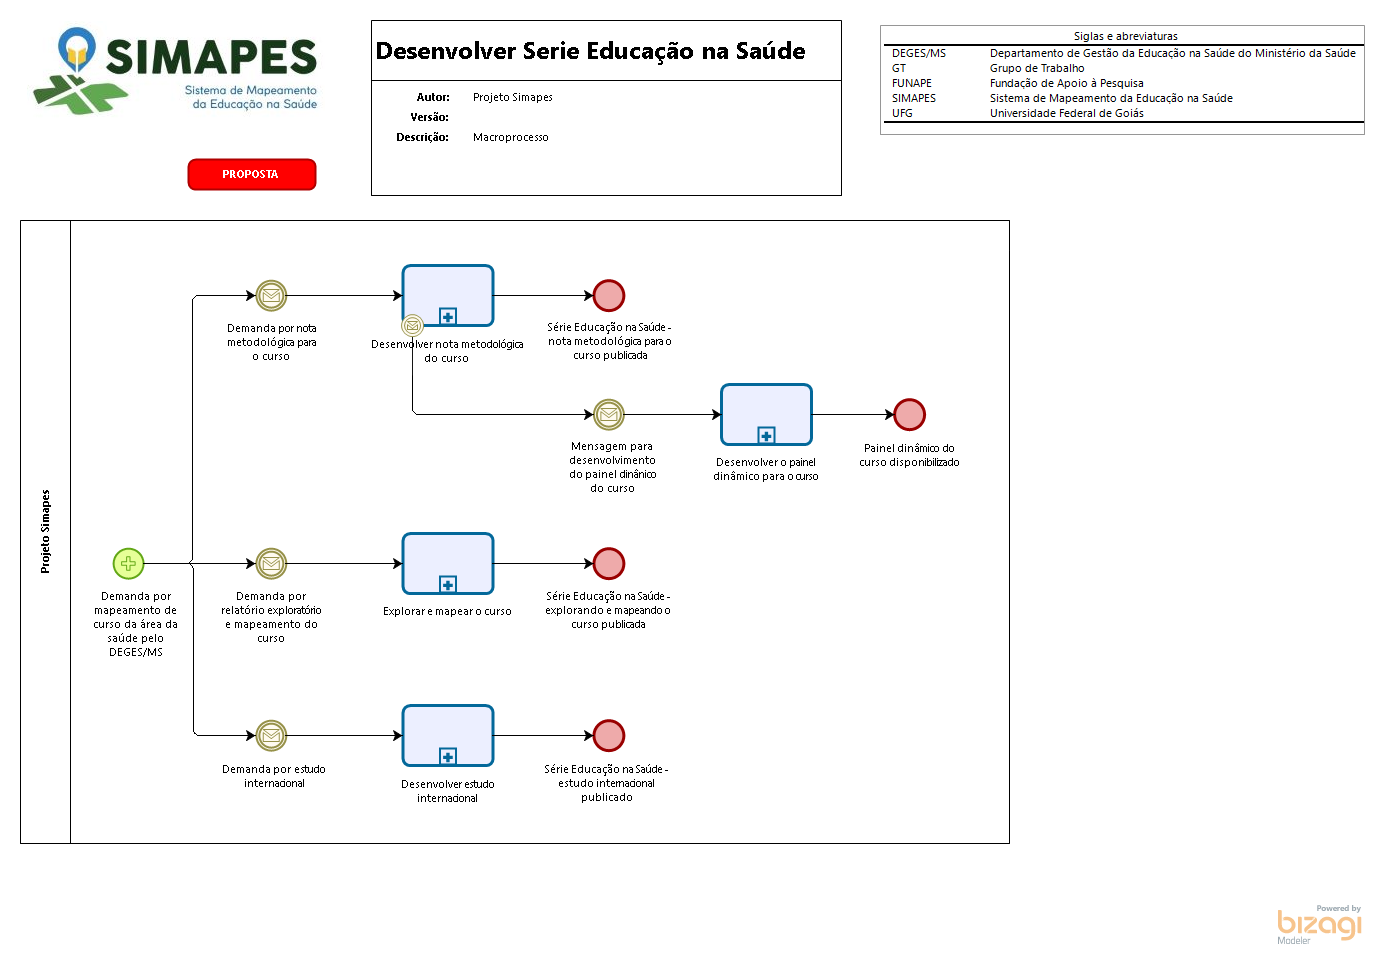 SIMAPES
Sistema de Mapeamento
da Educação na Saúde
PROPOSTA
Desenvolver Serie Educação na Saúde
Autor: Projeto Simapes
Versão:
Descrição: Macroprocesso
Siglas e abreviaturas
DEGES/MS Departamento de Gestão da Educação na Saúde do Ministério da Saúde
GT Grupo de Trabalho
FUNAPE Fundação de Apoio à Pesquisa
SIMAPES Sistema de Mapeamento da Educação na Saúde
UFG Universidade Federal de Goiás
Projeto Simapes
Demanda por nota
metodológica para
o curso
Desenvolver nota metodológica
do curso
Série Educação na Saúde -
nota metodológica para o
curso publicada
Mensagem para
desenvolvimento
do painel dinânico
do curso
Desenvolver o painel
dinâmico para o curso
Painel dinâmico do
curso disponibilizado
Demanda por
mapeamento de
curso da área da
saúde pelo
DEGES/MS
Demanda por
relatório exploratório
e mapeamento do
curso
Explorar e mapear o curso
Série Educação na Saúde -
explorando e mapeando o
curso publicada
Demanda por estudo
internacional
Desenvolver estudo
internacional
Série Educação na Saúde -
estudo internacional
publicado
Powered by
bizagi
Modeler